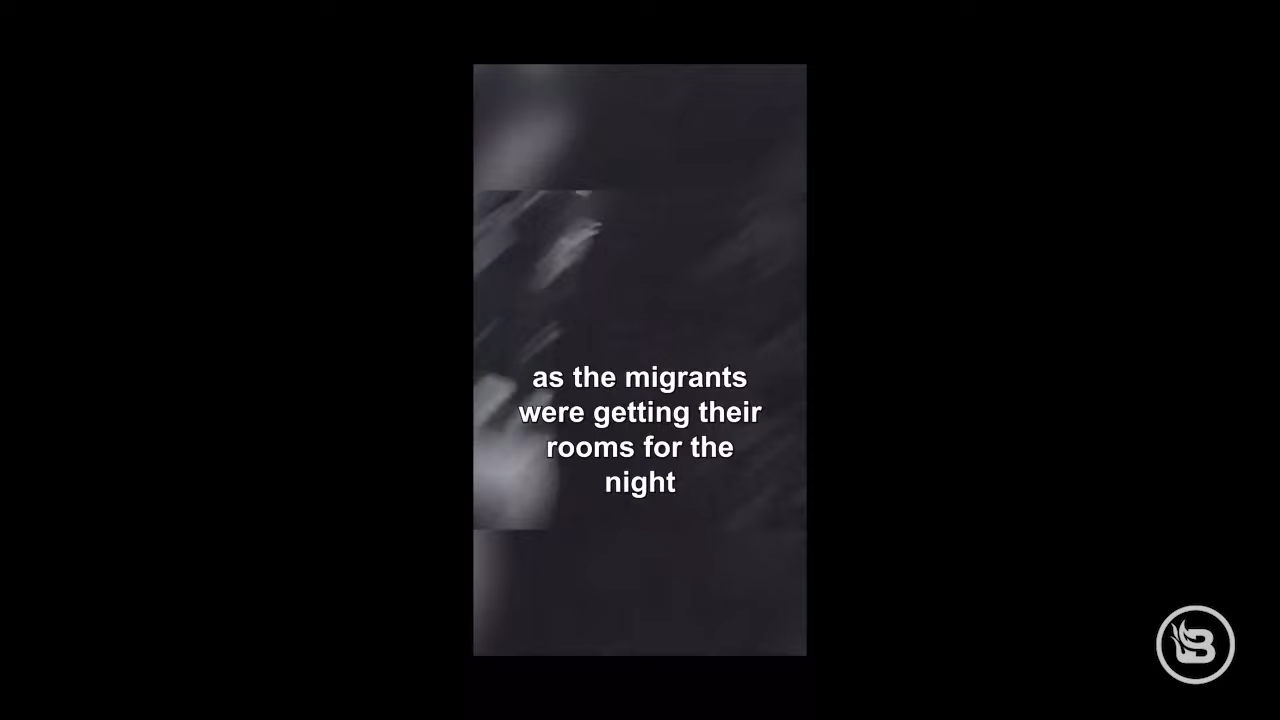 as the migrants
were getting their
rooms for the
night